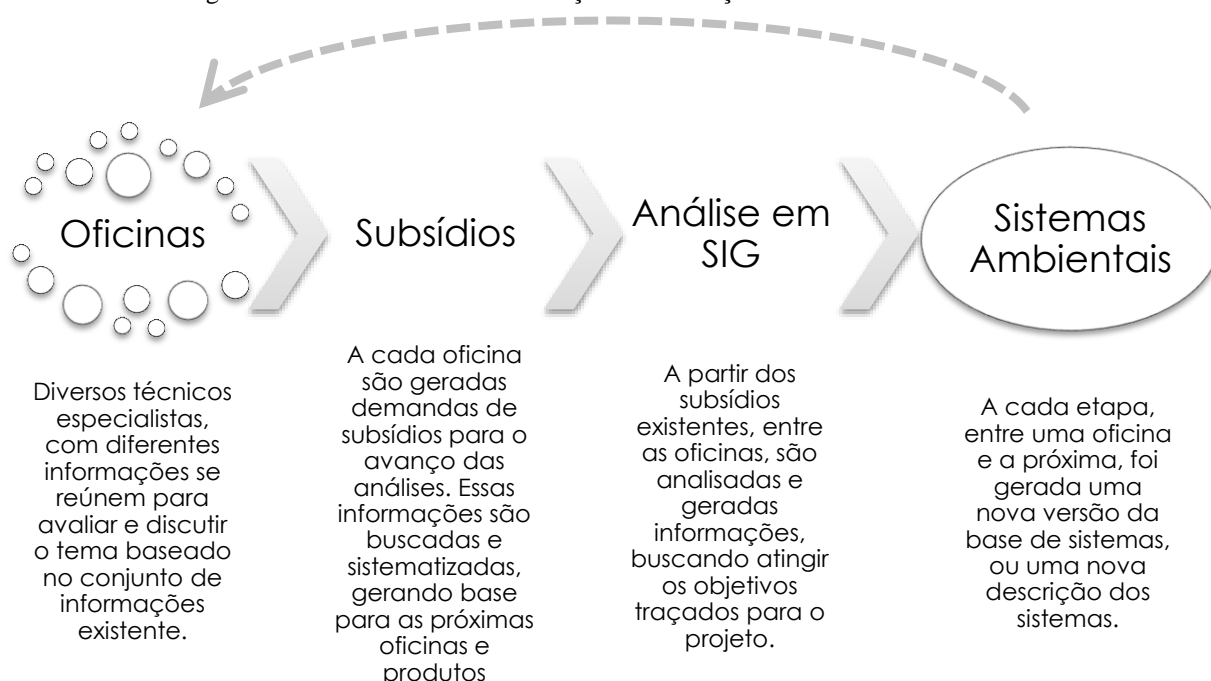 Oficinas
Subsídios
Análise em
SIG
Sistemas
Ambientais
Diversos técnicos
especialistas,
com diferentes
informações se
reúnem para
avaliar e discutir
o tema baseado
no conjunto de
informações
existente.
A cada oficina
são geradas
demandas de
subsídios para o
avanço das
análises. Essas
informações são
buscadas e
sistematizadas,
gerando base
para as próximas
oficinas e
produtos
A partir dos
subsídios
existentes, entre
as oficinas, são
analisadas e
geradas
informações,
buscando atingir
os objetivos
traçados para o
projeto.
A cada etapa,
entre uma oficina
e a próxima, foi
gerada uma
nova versão da
base de sistemas,
ou uma nova
descrição dos
sistemas.